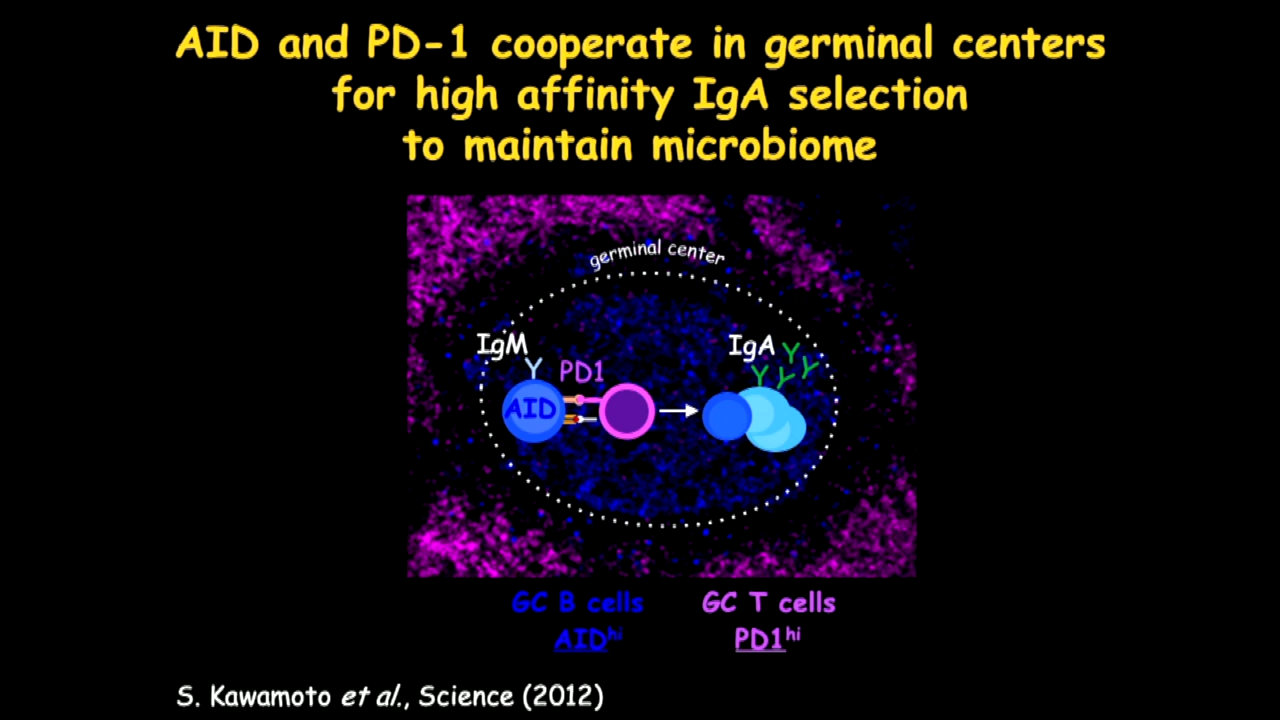 AID and PD-1 cooperate in germinal centers
for high affinity IgA selection
to maintain microbiome
germinal center
IgM
IgA
PD1
AID
GC B cells
AIDhi
GC T cells
PD1hi
S. Kawamoto et al., Science (2012)